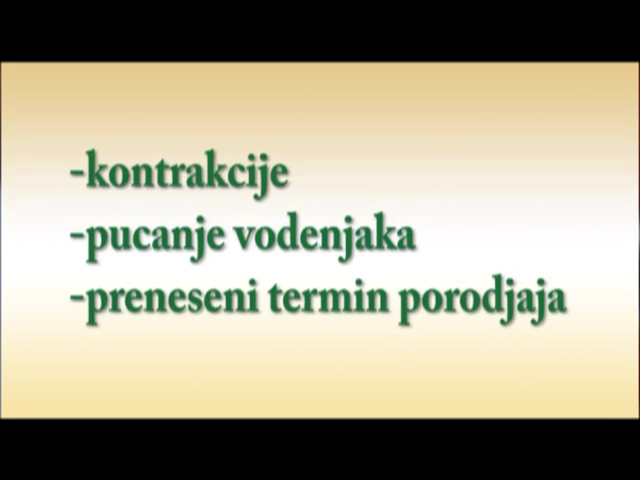 -kontrakcije
-pucanje vodenjaka
-preneseni termin porodjaja